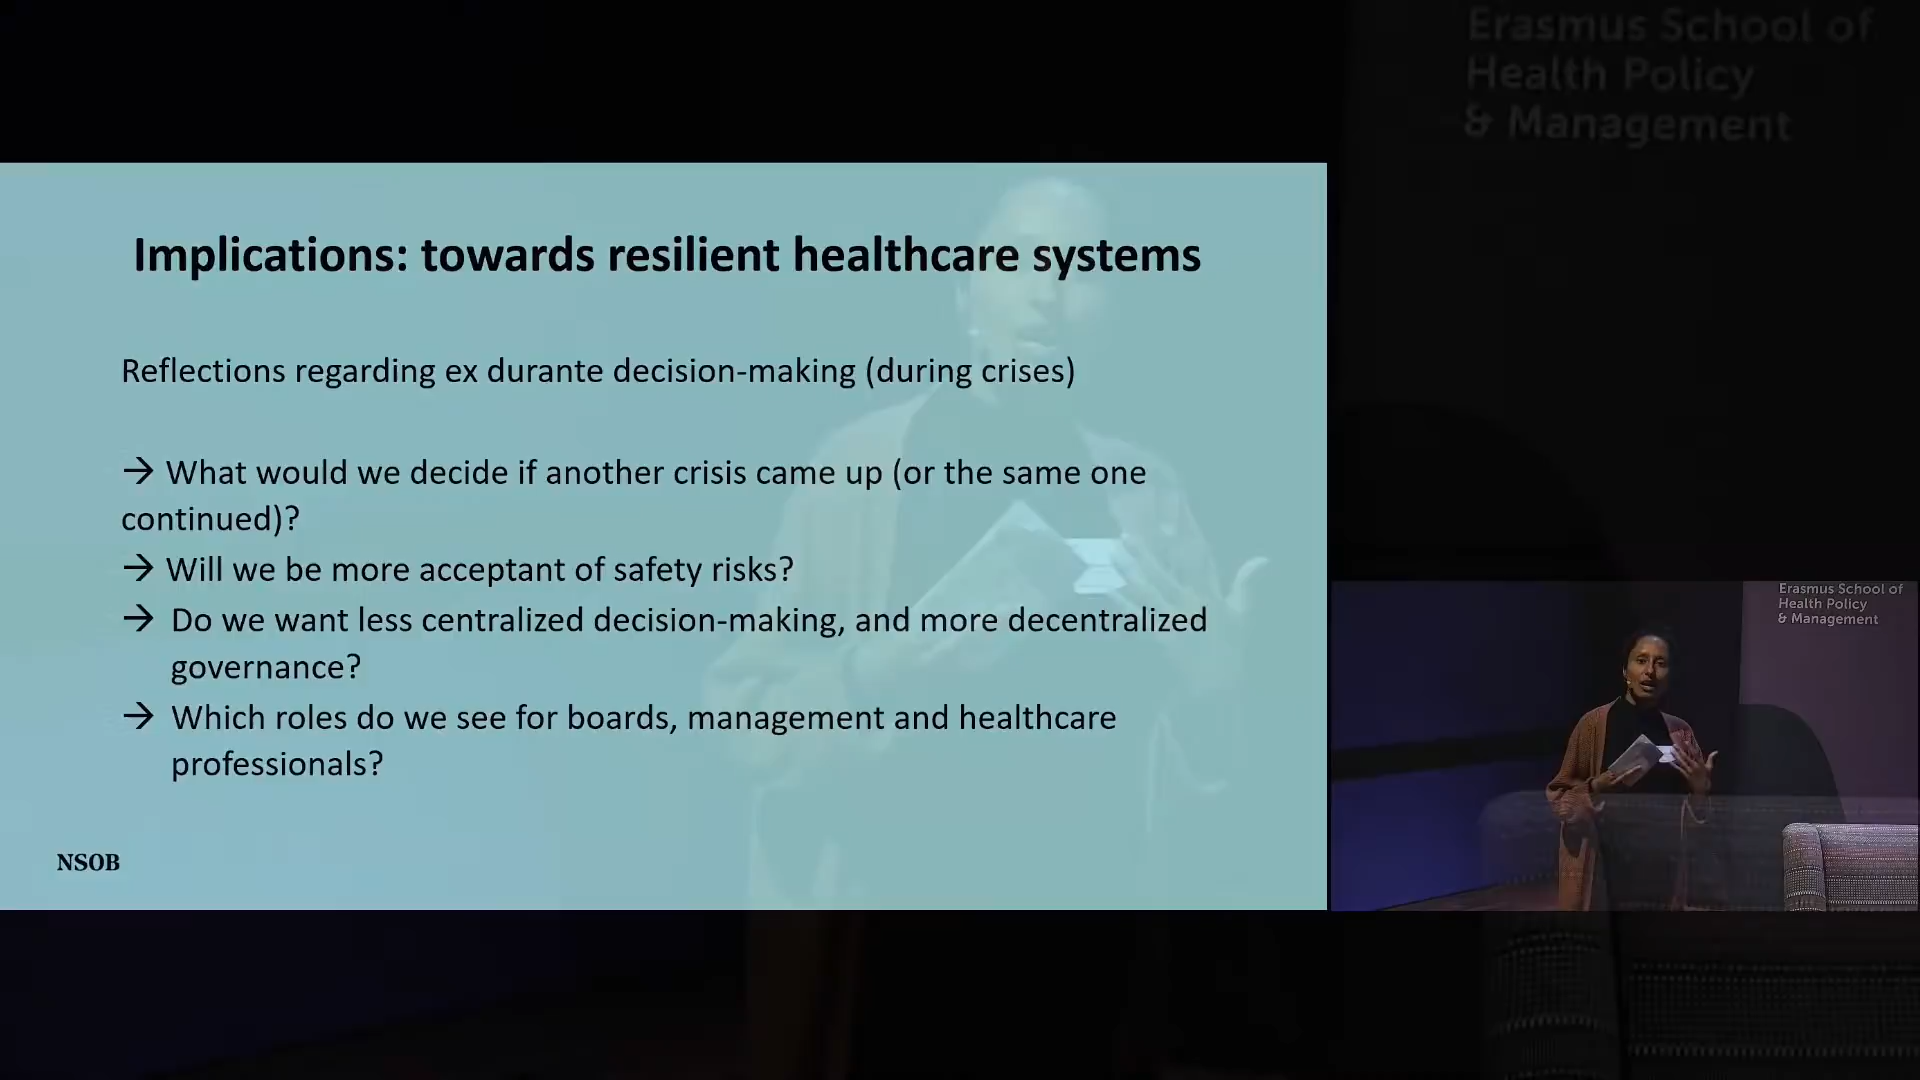 Erasmus School of
Health Policy
& Management
Implications: towards resilient healthcare systems
Reflections regarding ex durante decision-making (during crises)
→ What would we decide if another crisis came up (or the same one
continued)?
→ Will we be more acceptant of safety risks?
→ Do we want less centralized decision-making, and more decentralized
governance?
→ Which roles do we see for boards, management and healthcare
professionals?
NSOB
Erasmus School of
Health Policy
& Management